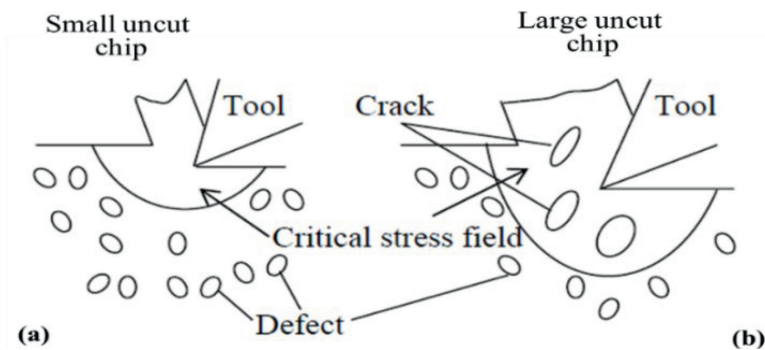 Small uncut
chip
Large uncut
chip
Tool
Crack
Tool
Critical stress field
Defect
(a)
(b)